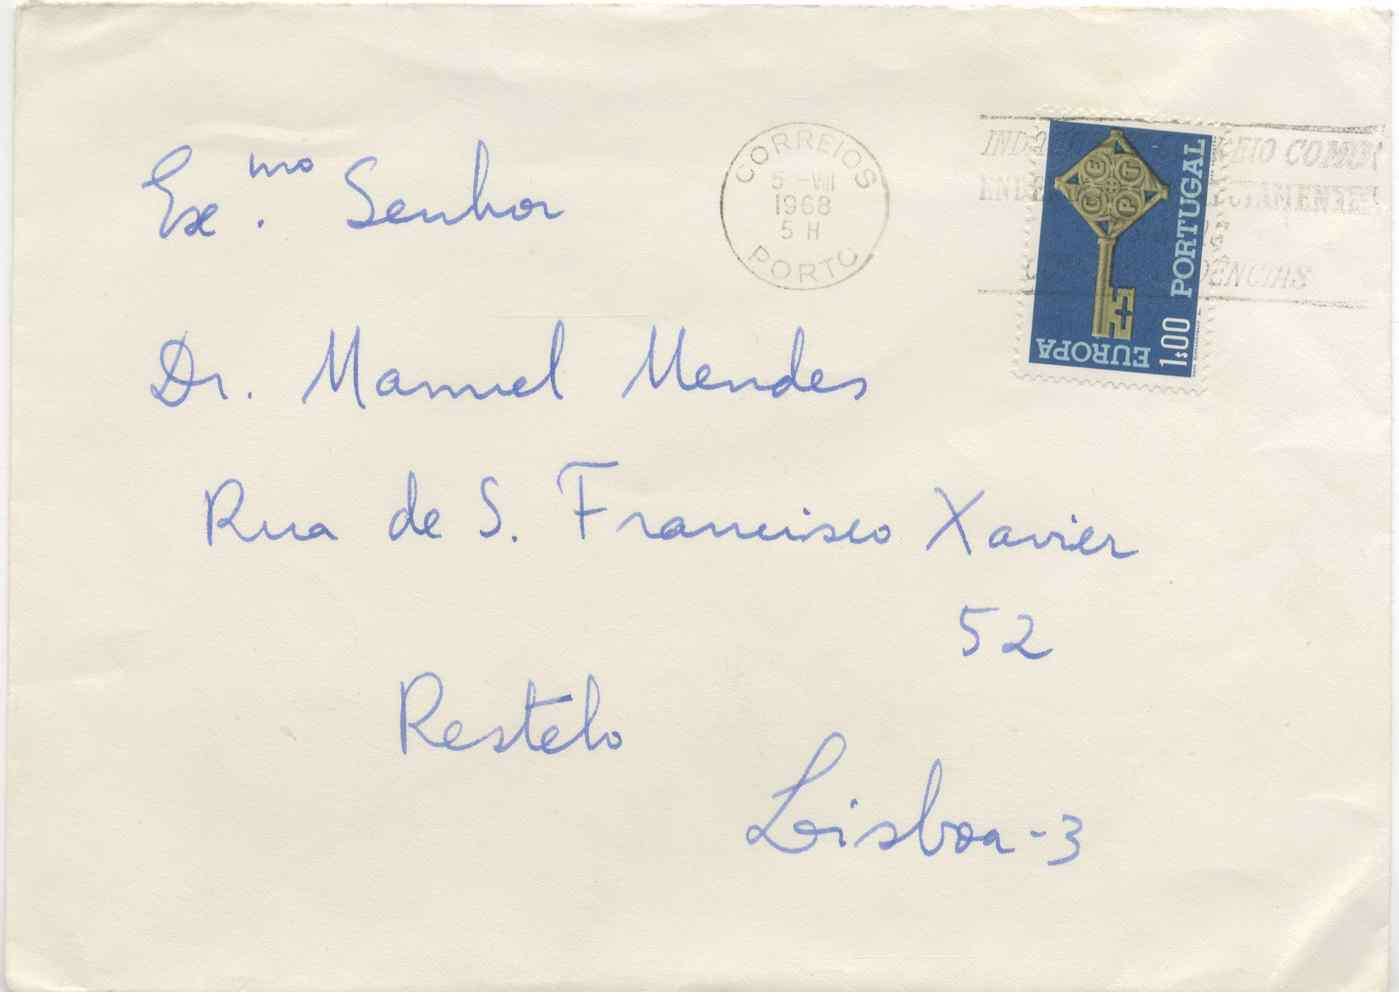 Ex.mo Senhor
Dr. Manuel Mendes
Rua de S. Francisco Xavier
52
Restelo
Lisboa-3
CORREIOS
5 -VIII
1968
5 H
PORTO
COMO
PORTUGAL
1.00
EUROPA
CEPT